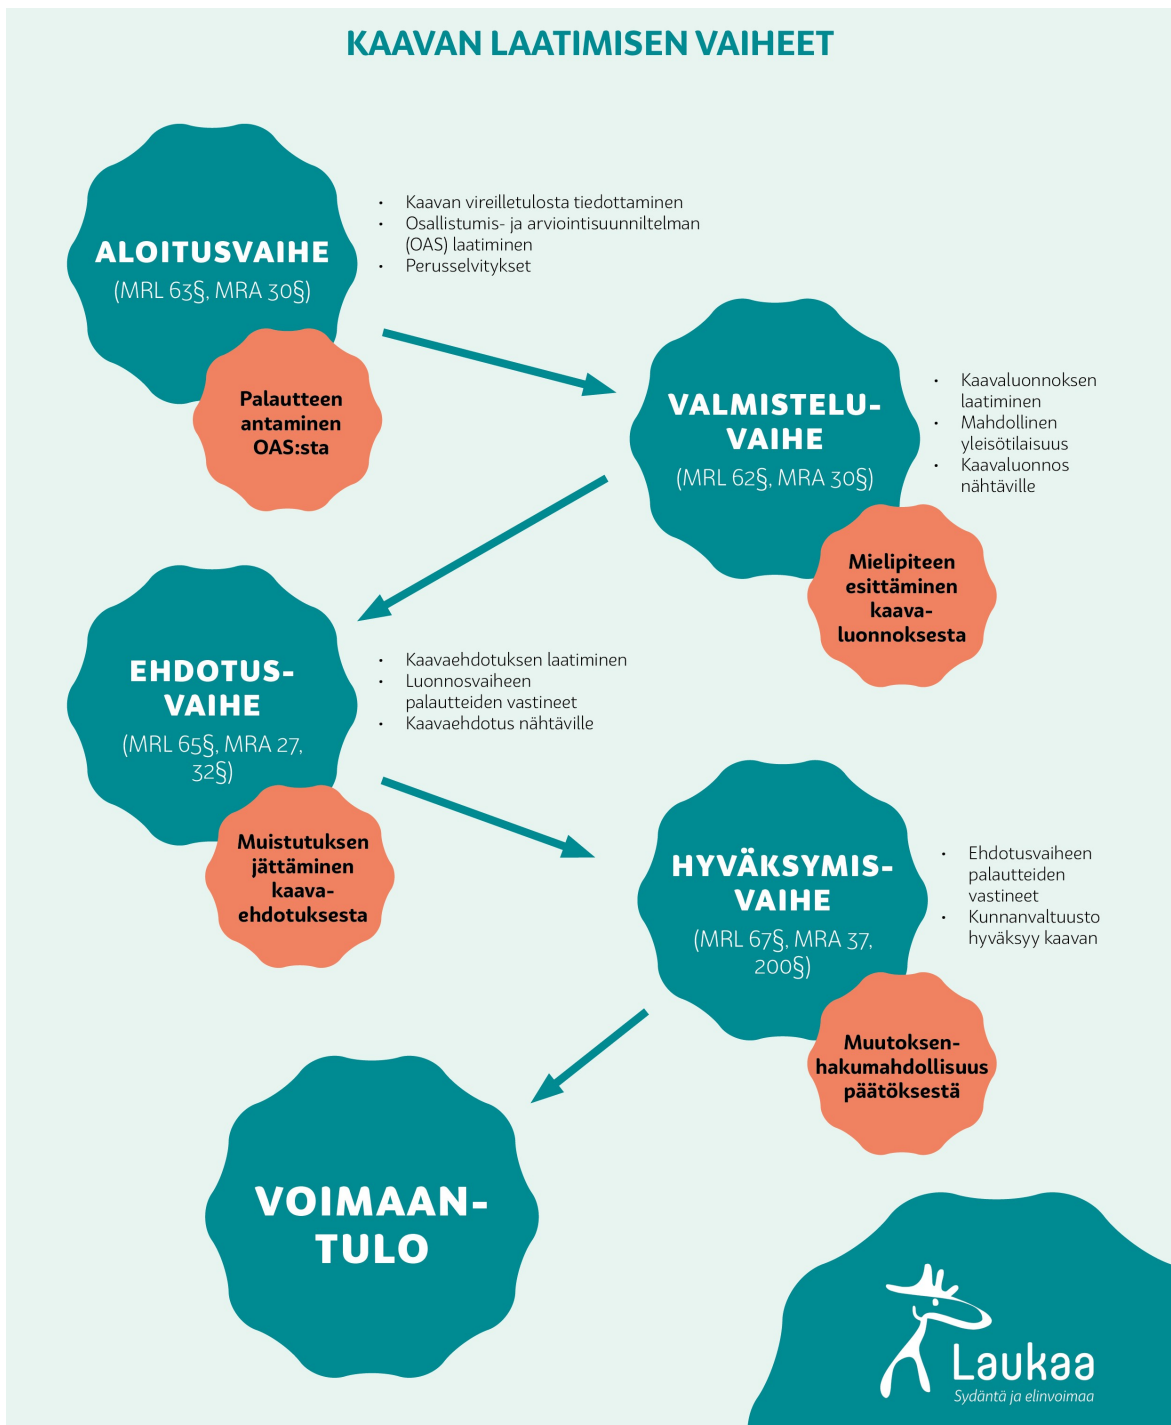 KAAVAN LAATIMISEN VAIHEET
ALOITUSVAIHE
(MRL 63§, MRA 30§)
• Kaavan vireilletulosta tiedottaminen
• Osallistumis- ja arviointisuunniltelman
(OAS) laatiminen
• Perusselvitykset
Palautteen
antaminen
OAS:sta
VALMISTELU-
VAIHE
(MRL 62§, MRA 30§)
• Kaavaluonnoksen
laatiminen
• Mahdollinen
yleisötilaisuus
• Kaavaluonnos
nähtäville
Mielipiteen
esittäminen
kaava-
luonnoksesta
EHDOTUS-
VAIHE
(MRL 65§, MRA 27,
32§)
• Kaavaehdotuksen laatiminen
• Luonnosvaiheen
palautteiden vastineet
• Kaavaehdotus nähtäville
Muistutuksen
jättäminen
kaava-
ehdotuksesta
HYVÄKSYMIS-
VAIHE
(MRL 67§, MRA 37,
200§)
• Ehdotusvaiheen
palautteiden
vastineet
• Kunnanvaltuusto
hyväksyy kaavan
Muutoksen-
hakumahdollisuus
päätöksestä
VOIMAAN-
TULO
Laukaa
Sydäntä ja elinvoimaa